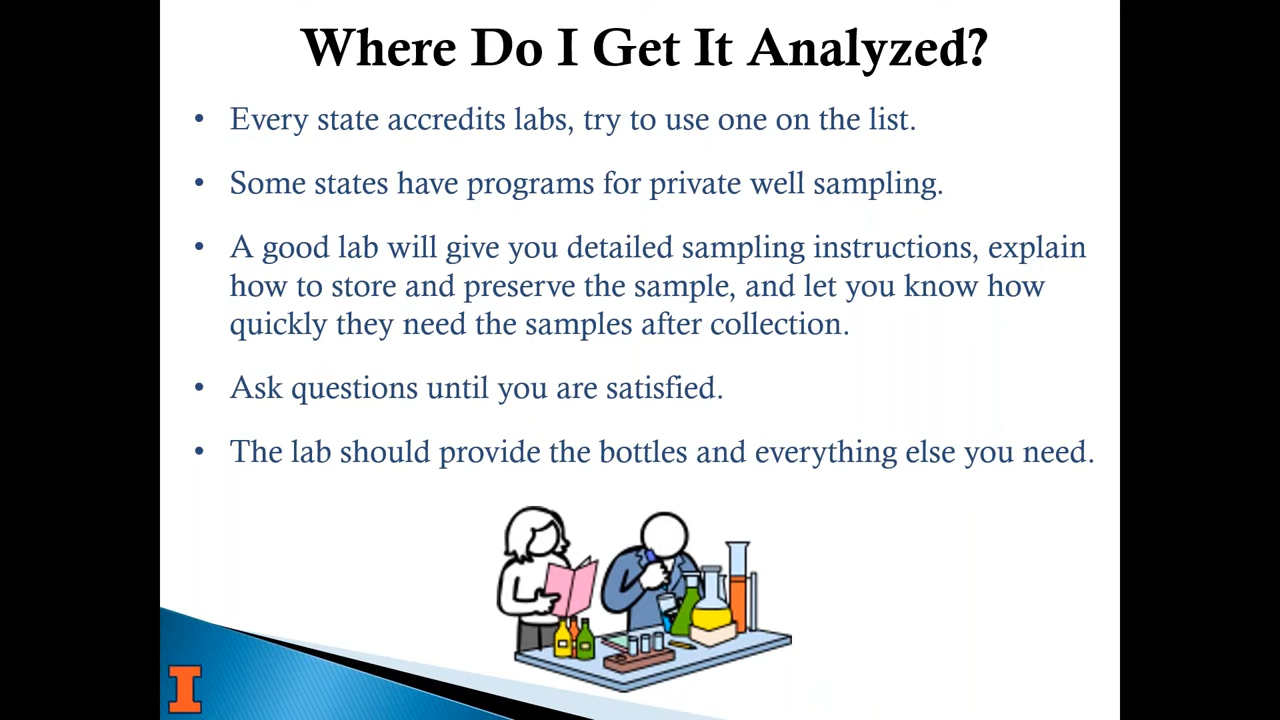 Where Do I Get It Analyzed?
• Every state accredits labs, try to use one on the list.
• Some states have programs for private well sampling.
• A good lab will give you detailed sampling instructions, explain
how to store and preserve the sample, and let you know how
quickly they need the samples after collection.
• Ask questions until you are satisfied.
• The lab should provide the bottles and everything else you need.
I